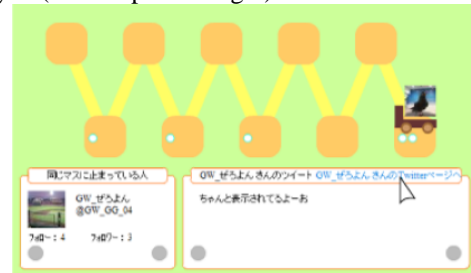 同じマスに止まっている人
GW_ぜろよん
@GW_GG_04
フォロー：4 フォロワー：3
GW_ぜろよん さんのツイート GW_ぜろよん さんのTwitterページへ
ちゃんと表示されてるよーお